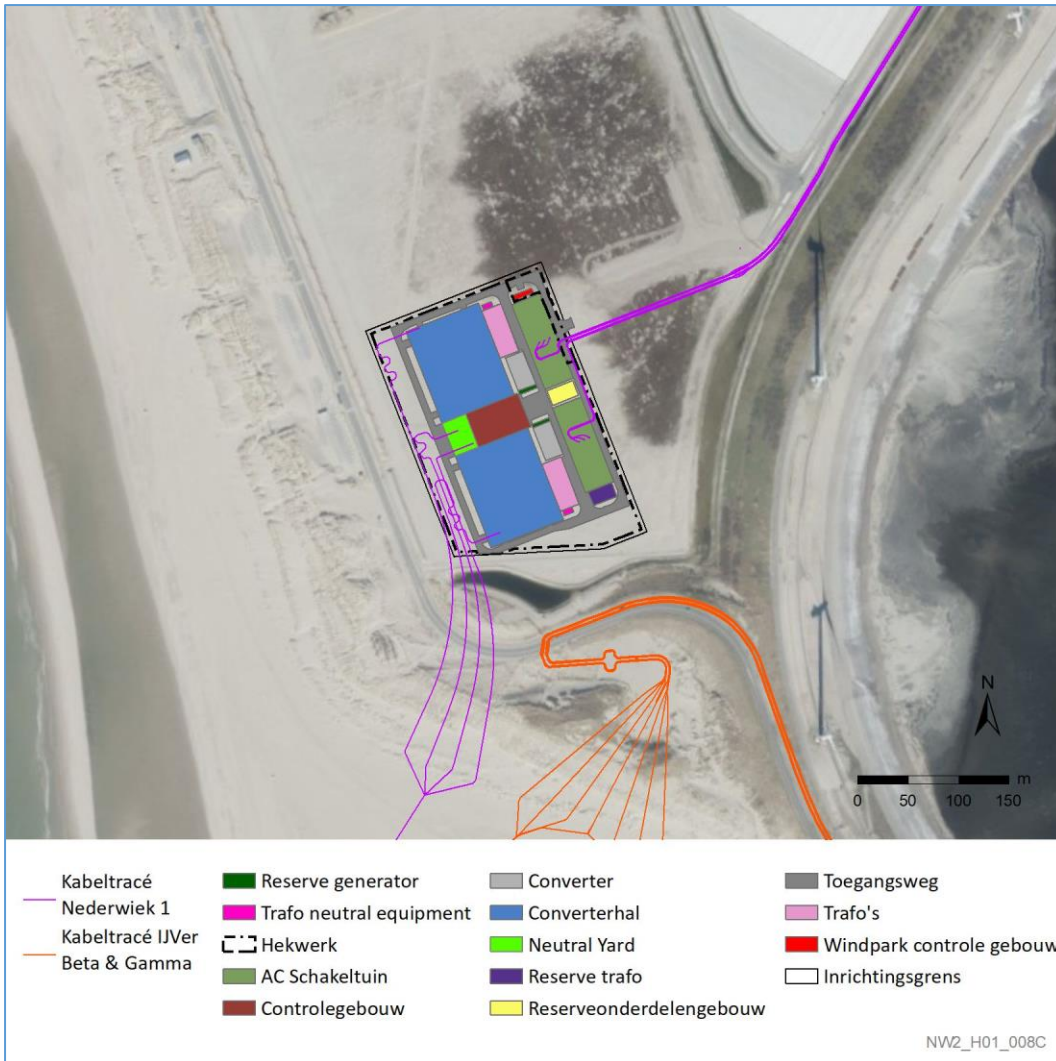 N
m
0 50 100 150
Kabeltracé
Nederwiek 1
Kabeltracé IJVer
Beta & Gamma
Reserve generator
Trafo neutral equipment
Hekwerk
AC Schakeltuin
Controlegebouw
Converter
Converterhal
Neutral Yard
Reserve trafo
Reserveonderdelengebouw
Toegangsweg
Trafo's
Windpark controle gebouw
Inrichtingsgrens
NW2_H01_008C